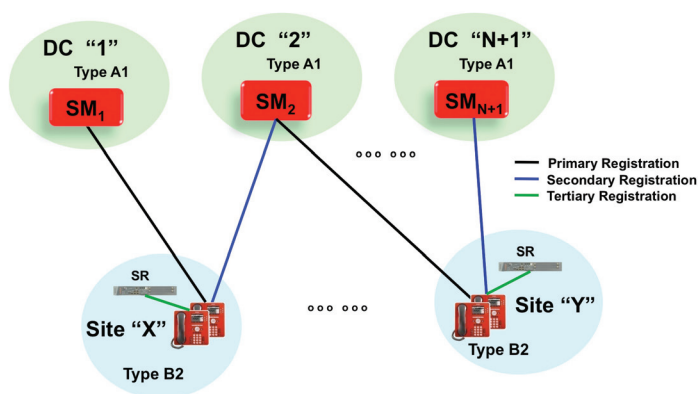 DC “1”
Type A1
SM1
DC “2”
Type A1
SM2
DC “N+1”
Type A1
SMN+1
ooo ooo
Primary Registration
Secondary Registration
Tertiary Registration
SR
Site “X”
Type B2
ooo ooo
SR
Site “Y”
Type B2